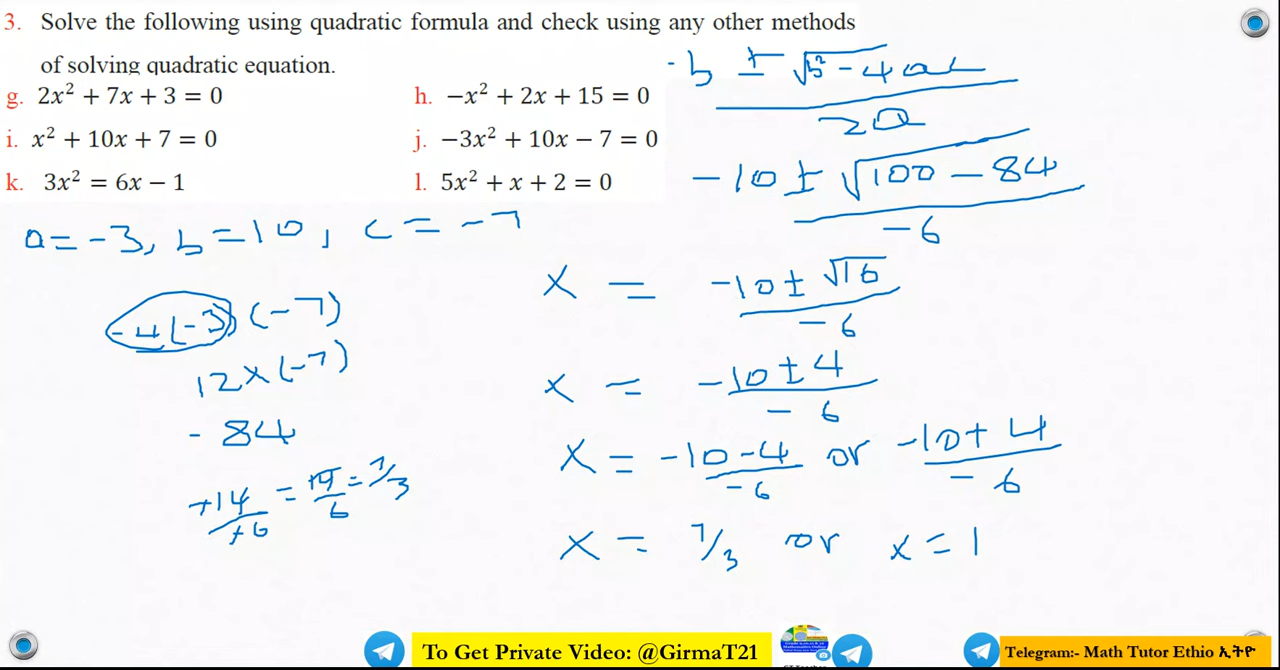 3. Solve the following using quadratic formula and check using any other methods
of solving quadratic equation.
g. 2x² + 7x + 3 = 0
h. −x² + 2x + 15 = 0
i. x² + 10x + 7 = 0
j. −3x² + 10x − 7 = 0
k. 3x² = 6x − 1
l. 5x² + x + 2 = 0
a = -3, b = 10, c = -7
-4(-3)(-7)
12x(-7)
- 84
+14/+6 = 14/6 = 7/3
-b ± √b² - 4ac / 2a
-10 ± √100 - 84 / -6
x = -10 ± √16 / -6
x = -10 ± 4 / -6
x = -10 - 4 / -6 or -10 + 4 / -6
x = 7/3 or x = 1
To Get Private Video: @GirmaT21
Telegram:- Math Tutor Ethio ኢትዮ